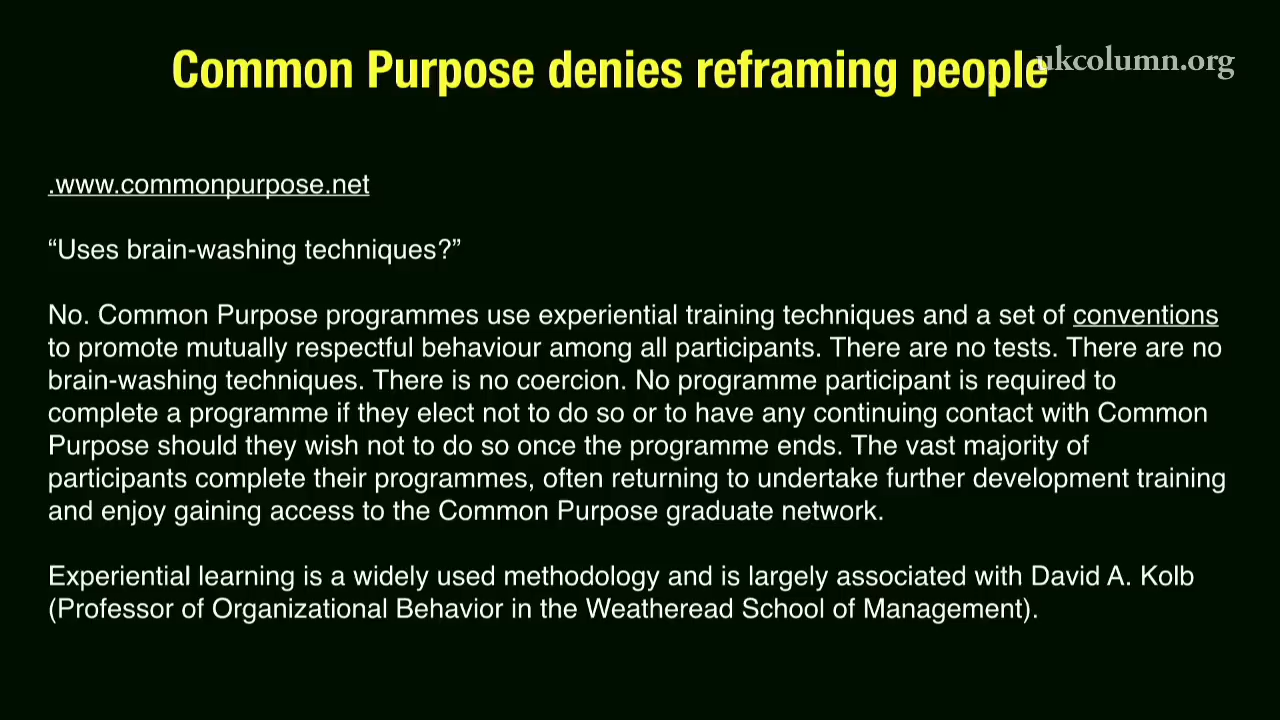 Common Purpose denies reframing people
ukcolumn.org
.www.commonpurpose.net
“Uses brain-washing techniques?”
No. Common Purpose programmes use experiential training techniques and a set of conventions
to promote mutually respectful behaviour among all participants. There are no tests. There are no
brain-washing techniques. There is no coercion. No programme participant is required to
complete a programme if they elect not to do so or to have any continuing contact with Common
Purpose should they wish not to do so once the programme ends. The vast majority of
participants complete their programmes, often returning to undertake further development training
and enjoy gaining access to the Common Purpose graduate network.
Experiential learning is a widely used methodology and is largely associated with David A. Kolb
(Professor of Organizational Behavior in the Weatheread School of Management).